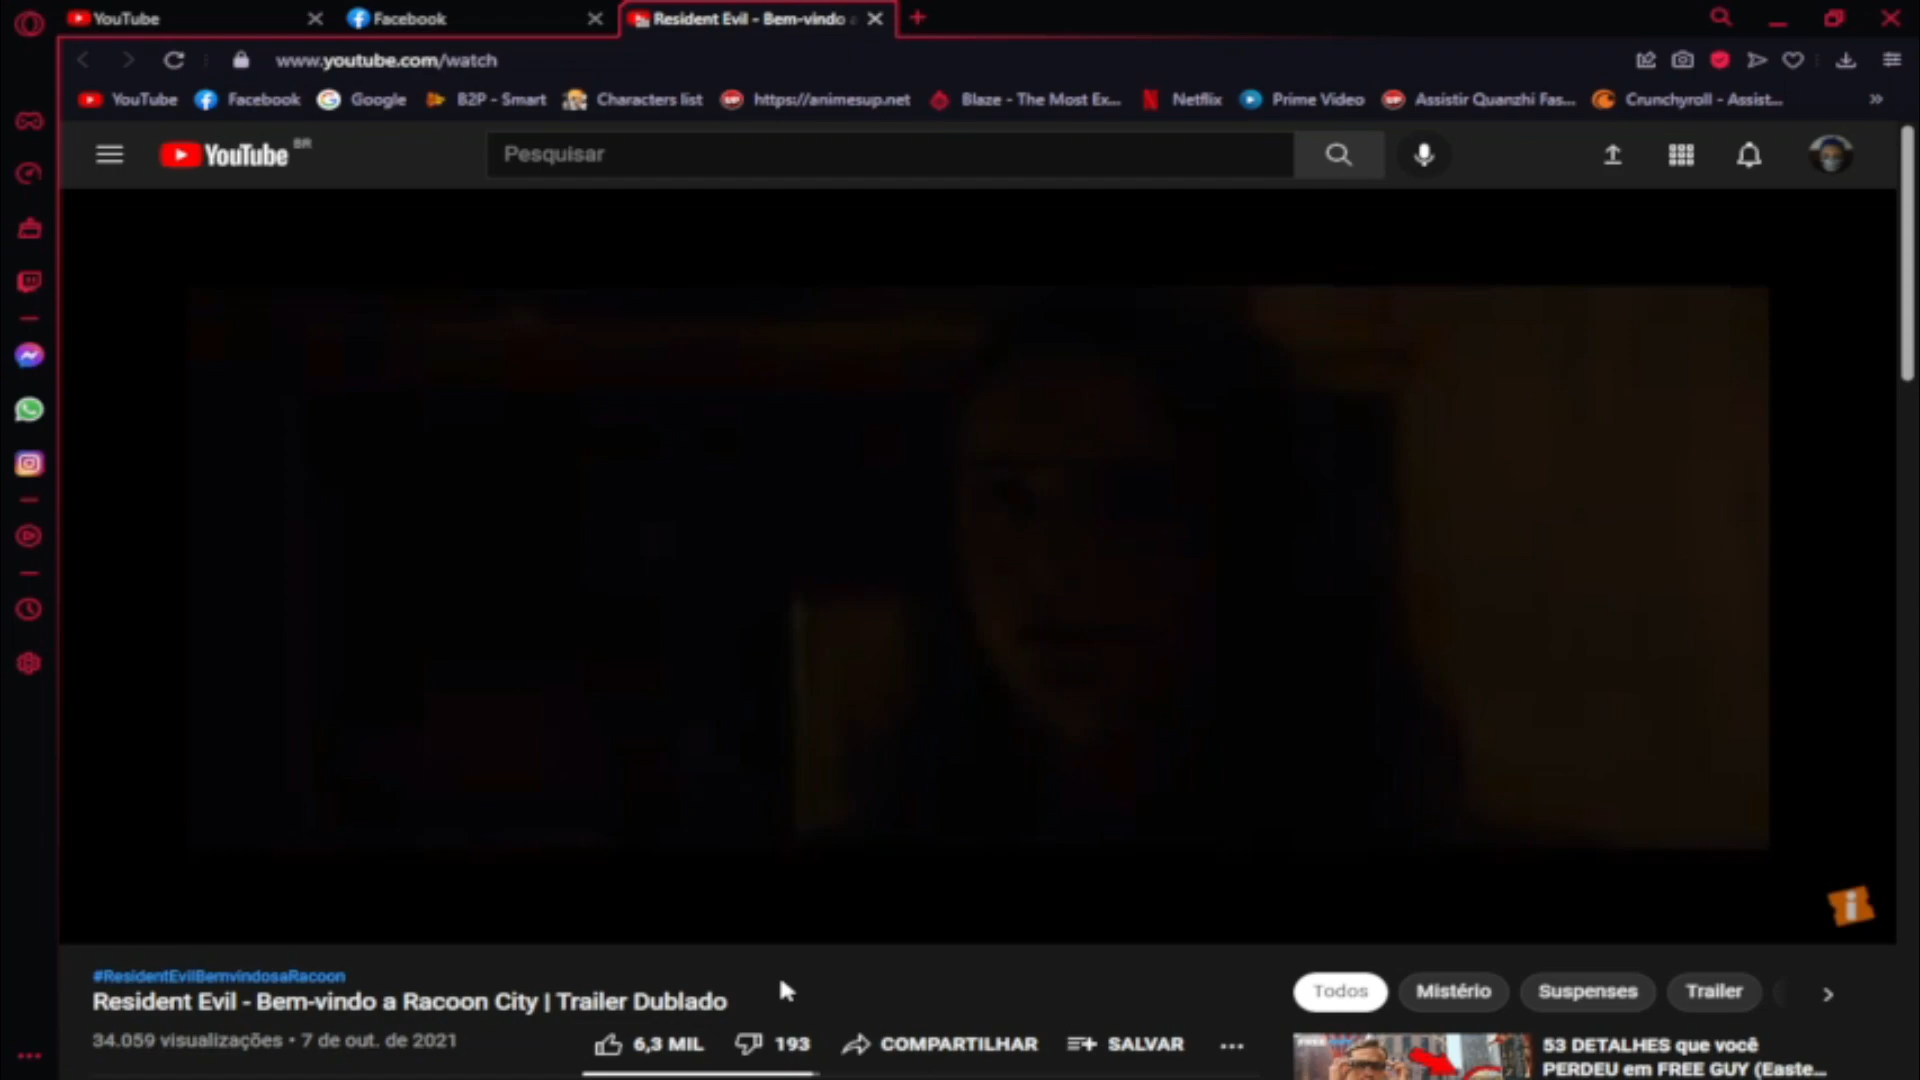 YouTube
Facebook
Resident Evil - Bem-vindo
www.youtube.com/watch
YouTube
Facebook
Google
B2P - Smart
Characters list
https://animesup.net
Blaze - The Most Ex...
Netflix
Prime Video
Assistir Quanzhi Fas...
Crunchyroll - Assist...
YouTube BR
Pesquisar
#ResidentEvilBemvindosaRacoon
Resident Evil - Bem-vindo a Racoon City | Trailer Dublado
34.059 visualizações • 7 de out. de 2021
6,3 MIL
193
COMPARTILHAR
SALVAR
Todos
Mistério
Suspenses
Trailer
53 DETALHES que você
PERDEU em FREE GUY (Easte...